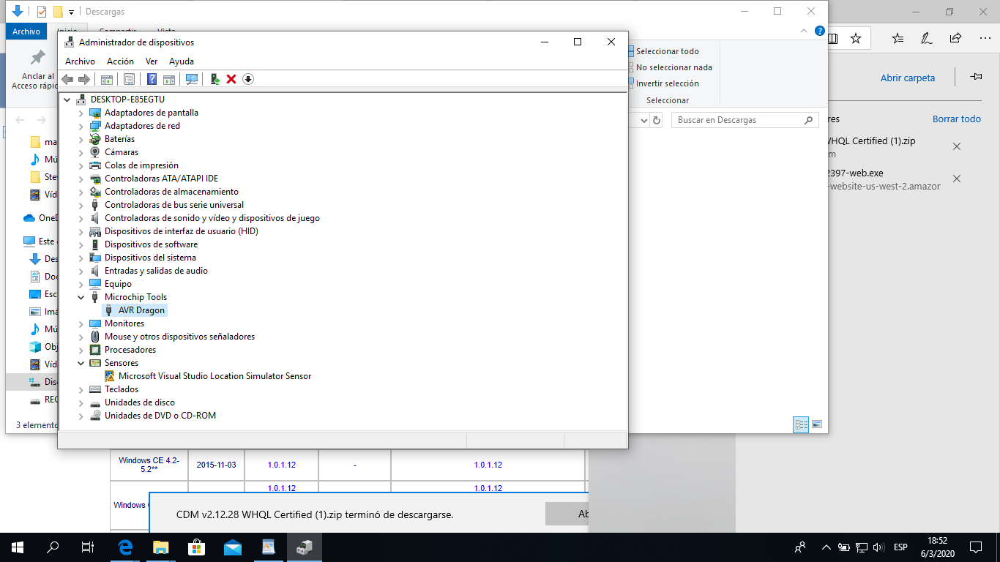 Descargas
Archivo
Inicio
Compartir
Vista
Anclar al
Acceso rápid
Administrador de dispositivos
Archivo Acción Ver Ayuda
DESKTOP-E85EGTU
Adaptadores de pantalla
Adaptadores de red
Baterías
Cámaras
Colas de impresión
Controladoras ATA/ATAPI IDE
Controladoras de almacenamiento
Controladoras de bus serie universal
Controladoras de sonido y vídeo y dispositivos de juego
Dispositivos de interfaz de usuario (HID)
Dispositivos de software
Dispositivos del sistema
Entradas y salidas de audio
Equipo
Microchip Tools
AVR Dragon
Monitores
Mouse y otros dispositivos señaladores
Procesadores
Sensores
Microsoft Visual Studio Location Simulator Sensor
Teclados
Unidades de disco
Unidades de DVD o CD-ROM
Seleccionar todo
No seleccionar nada
Invertir selección
Seleccionar
Buscar en Descargas
ma
Mú
Ste
Víd
OneD
Este
Des
Doc
Esc
Imá
Mú
Obj
Víd
Disc
REC
3 elemento
Abrir carpeta
res
Borrar todo
WHQL Certified (1).zip
m
2397-web.exe
-website-us-west-2.amazor
Windows CE 4.2-
5.2**
2015-11-03
1.0.1.12
-
1.0.1.12
Windows
1.0.1.12
1.0.1.12
CDM v2.12.28 WHQL Certified (1).zip terminó de descargarse.
Ab
ESP
18:52
6/3/2020